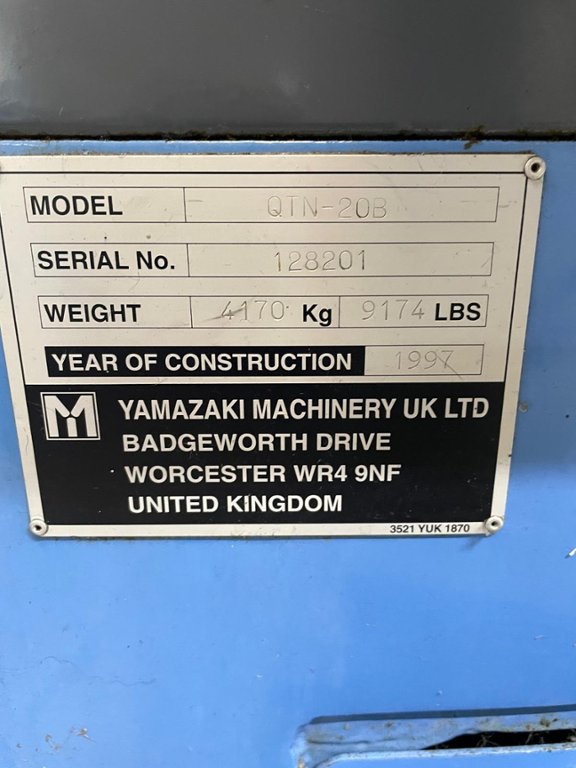 MODEL QTN-20B
SERIAL No. 128201
WEIGHT 4170 Kg 9174 LBS
YEAR OF CONSTRUCTION 1997
YAMAZAKI MACHINERY UK LTD
BADGEWORTH DRIVE
WORCESTER WR4 9NF
UNITED KINGDOM
3521 YUK 1870